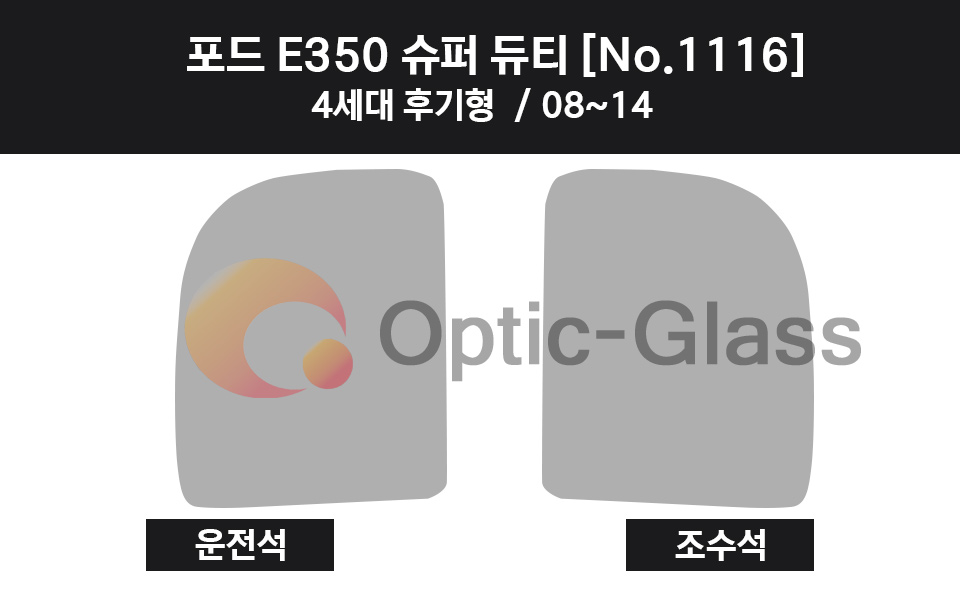 포드 E350 슈퍼 듀티 [No.1116]
4세대 후기형 / 08~14
Optic-Glass
운전석
조수석